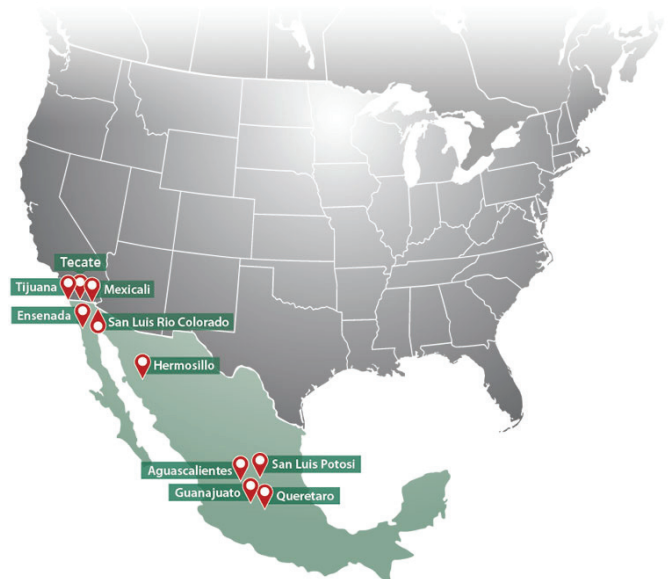 Tecate
Tijuana
Mexicali
Ensenada
San Luis Rio Colorado
Hermosillo
San Luis Potosi
Aguascalientes
Guanajuato
Queretaro